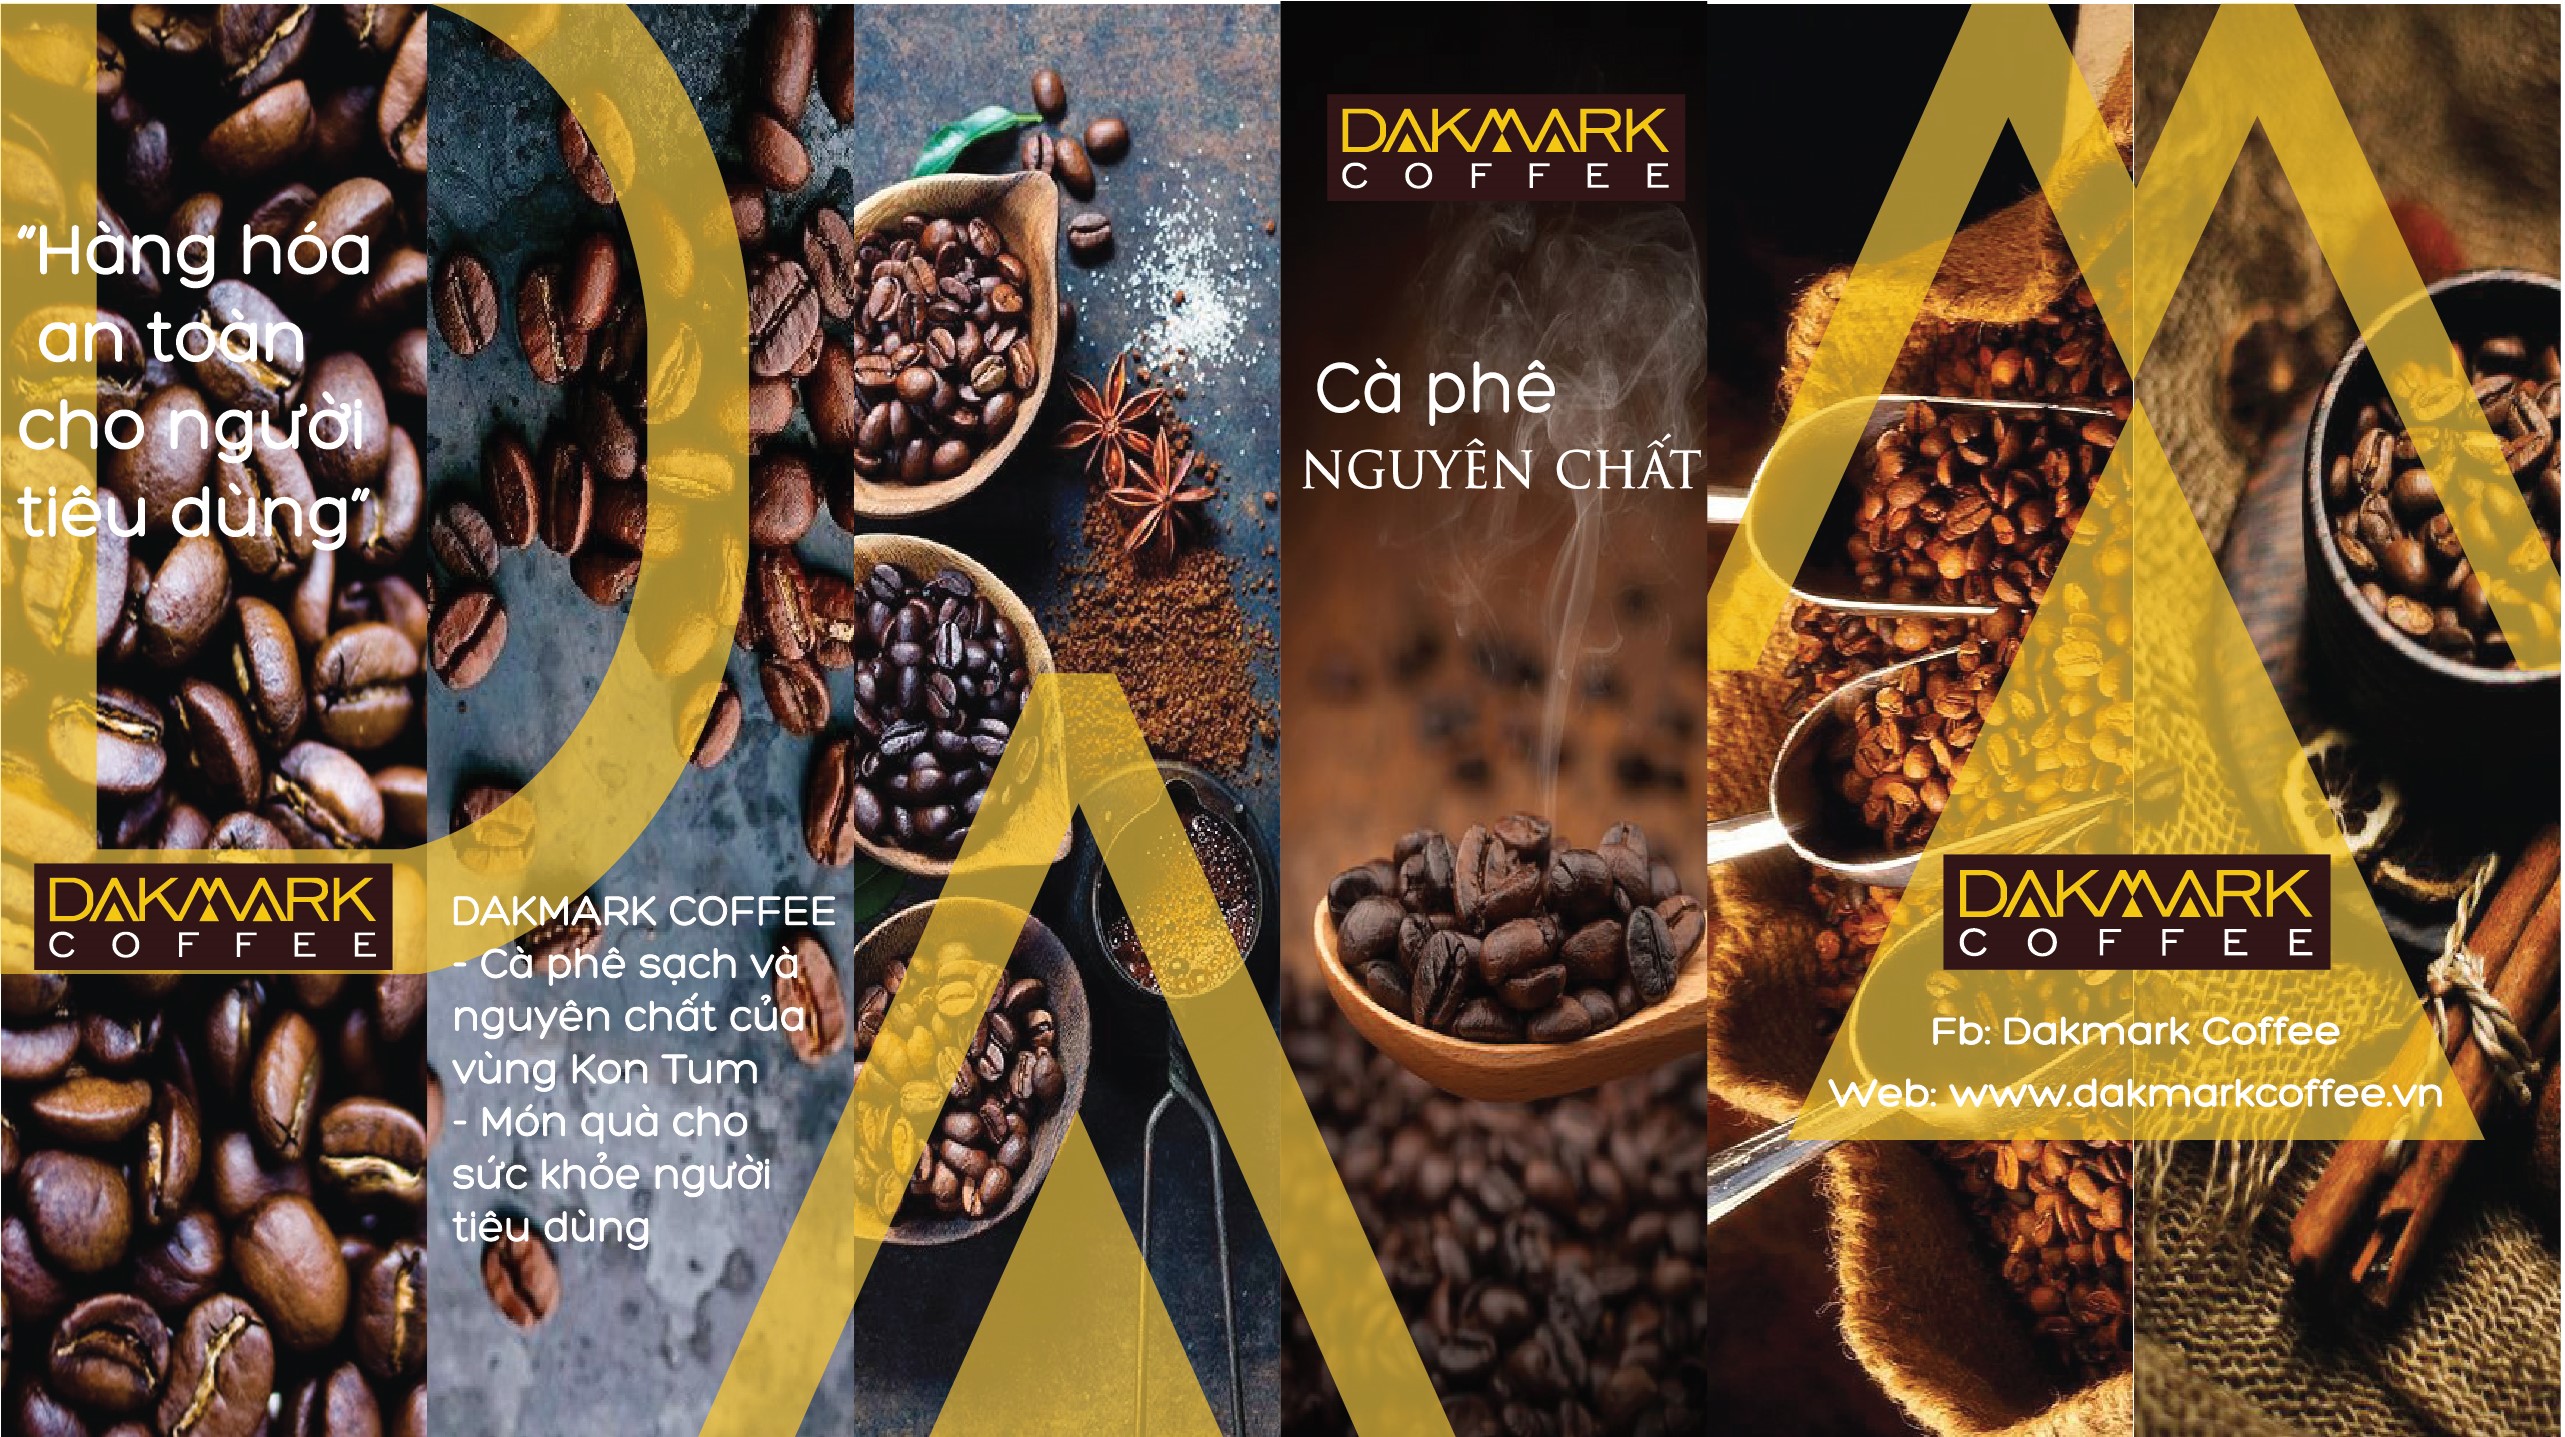 "Hàng hóa
an toàn
cho người
tiêu dùng"
DAKMARK
COFFEE
DAKMARK COFFEE
- Cà phê sạch và
nguyên chất của
vùng Kon Tum
- Món quà cho
sức khỏe người
tiêu dùng
DAKMARK
COFFEE
Cà phê
NGUYÊN CHẤT
DAKMARK
COFFEE
Fb: Dakmark Coffee
Web: www.dakmarkcoffee.vn